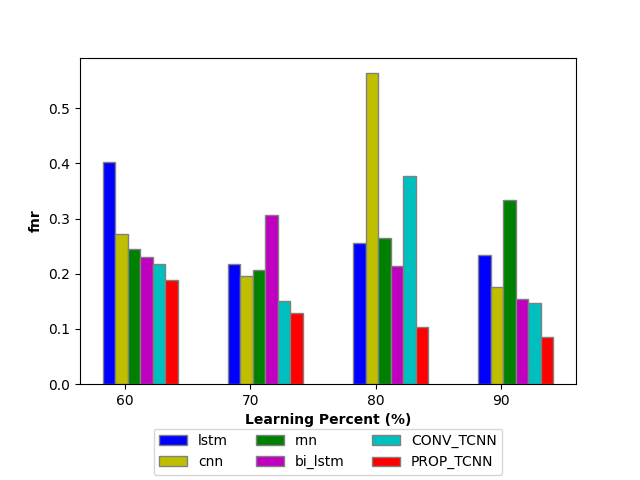 0.5
0.4
0.3
0.2
0.1
0.0
fnr
60 70 80 90
Learning Percent (%)
lstm rnn CONV_TCNN
cnn bi_lstm PROP_TCNN